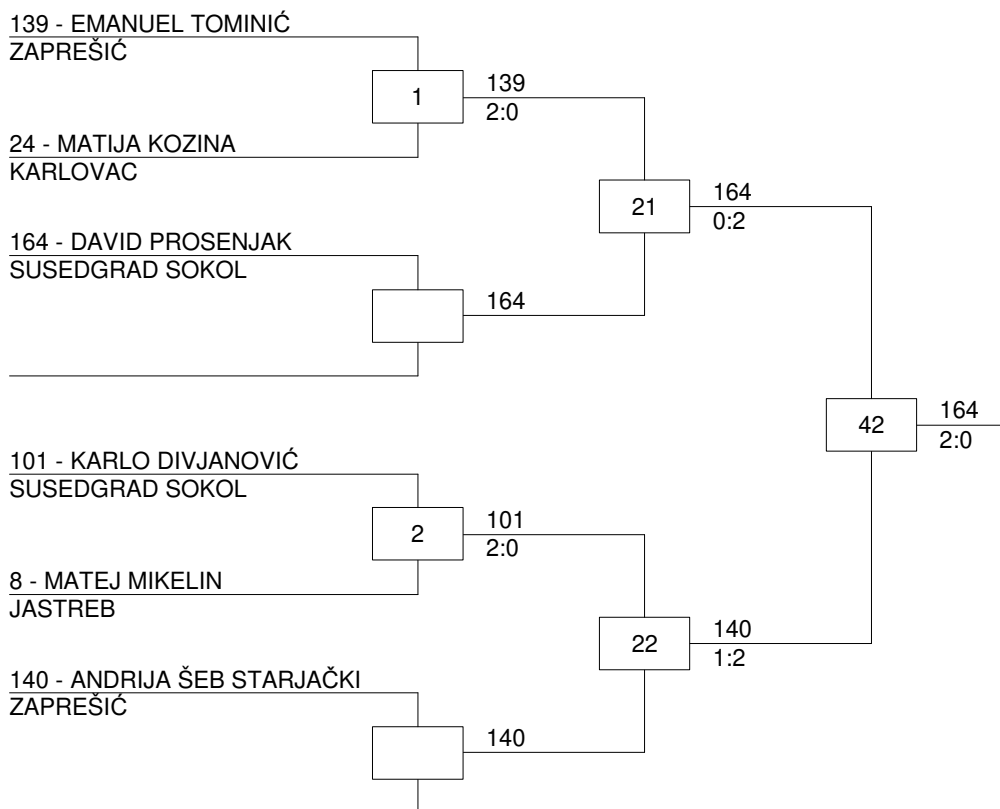 139 - EMANUEL TOMINIĆ
ZAPREŠIĆ
1
139
2:0
24 - MATIJA KOZINA
KARLOVAC
21
164
0:2
164 - DAVID PROSENJAK
SUSEDGRAD SOKOL
164
42
164
2:0
101 - KARLO DIVJANOVIĆ
SUSEDGRAD SOKOL
2
101
2:0
8 - MATEJ MIKELIN
JASTREB
22
140
1:2
140 - ANDRIJA ŠEB STARJAČKI
ZAPREŠIĆ
140